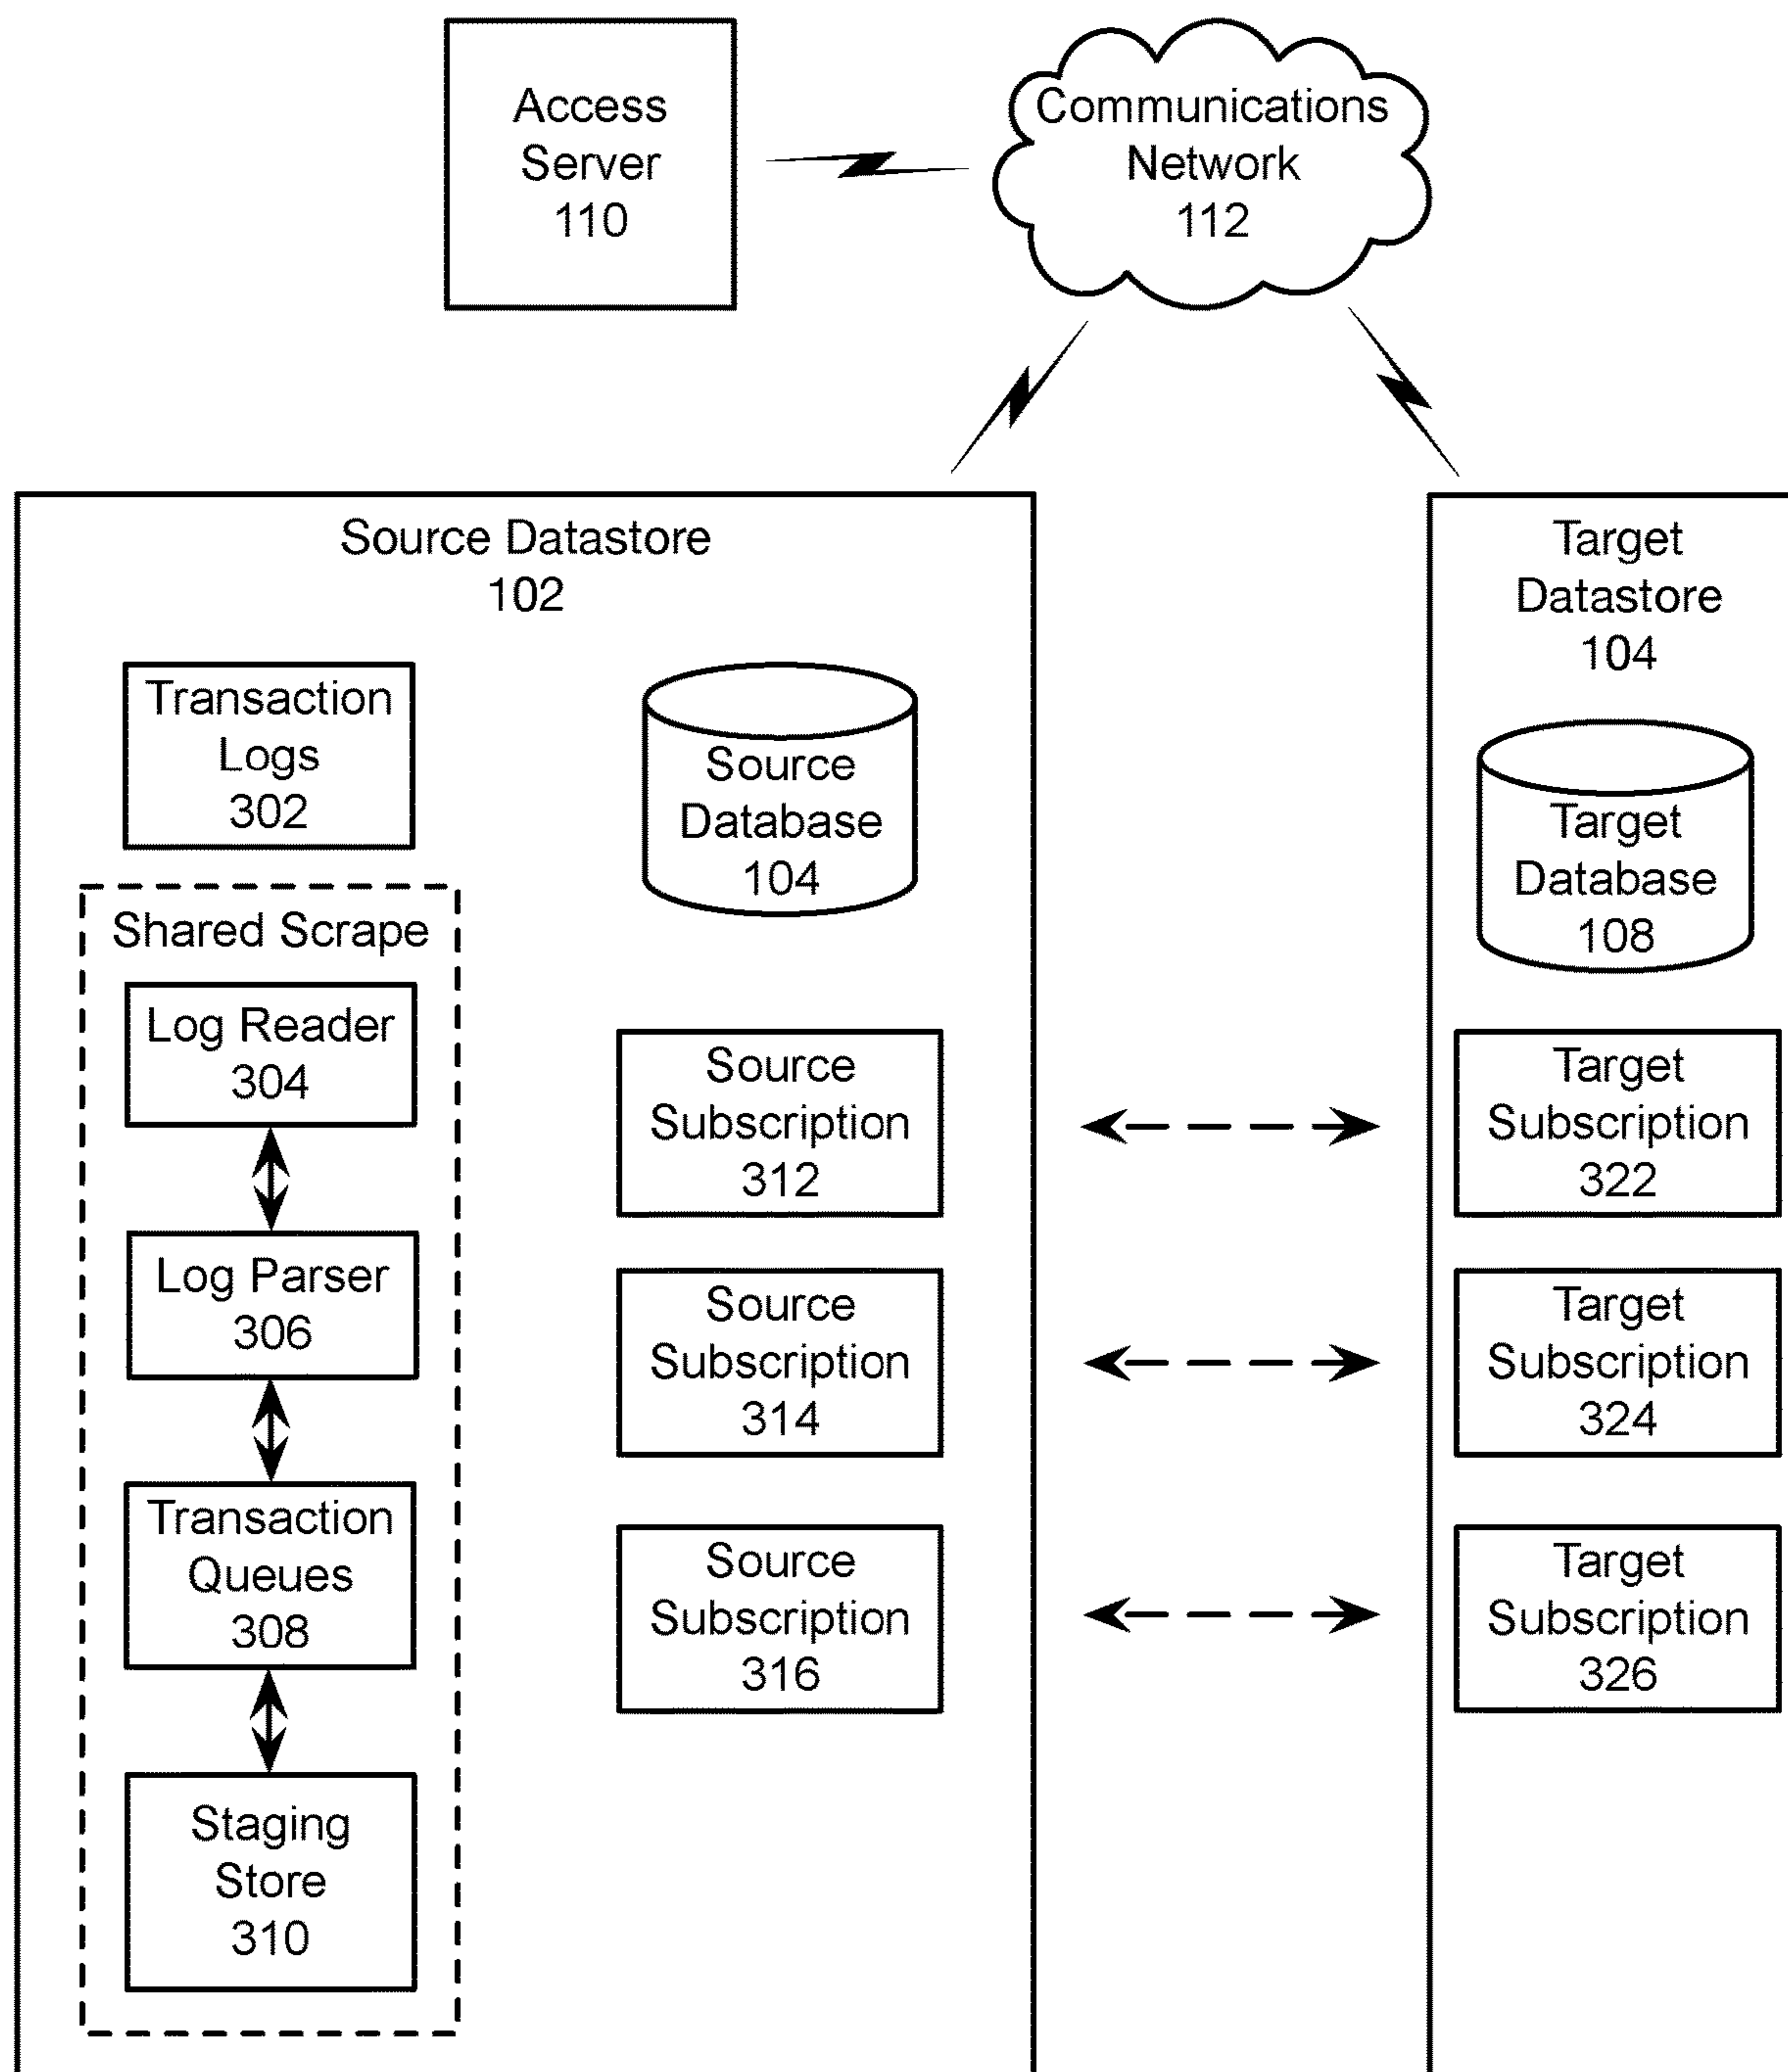 Access
Server
110
Communications
Network
112
Source Datastore
102
Transaction
Logs
302
Source
Database
104
Shared Scrape
Log Reader
304
Log Parser
306
Transaction
Queues
308
Staging
Store
310
Source
Subscription
312
Source
Subscription
314
Source
Subscription
316
Target
Datastore
104
Target
Database
108
Target
Subscription
322
Target
Subscription
324
Target
Subscription
326